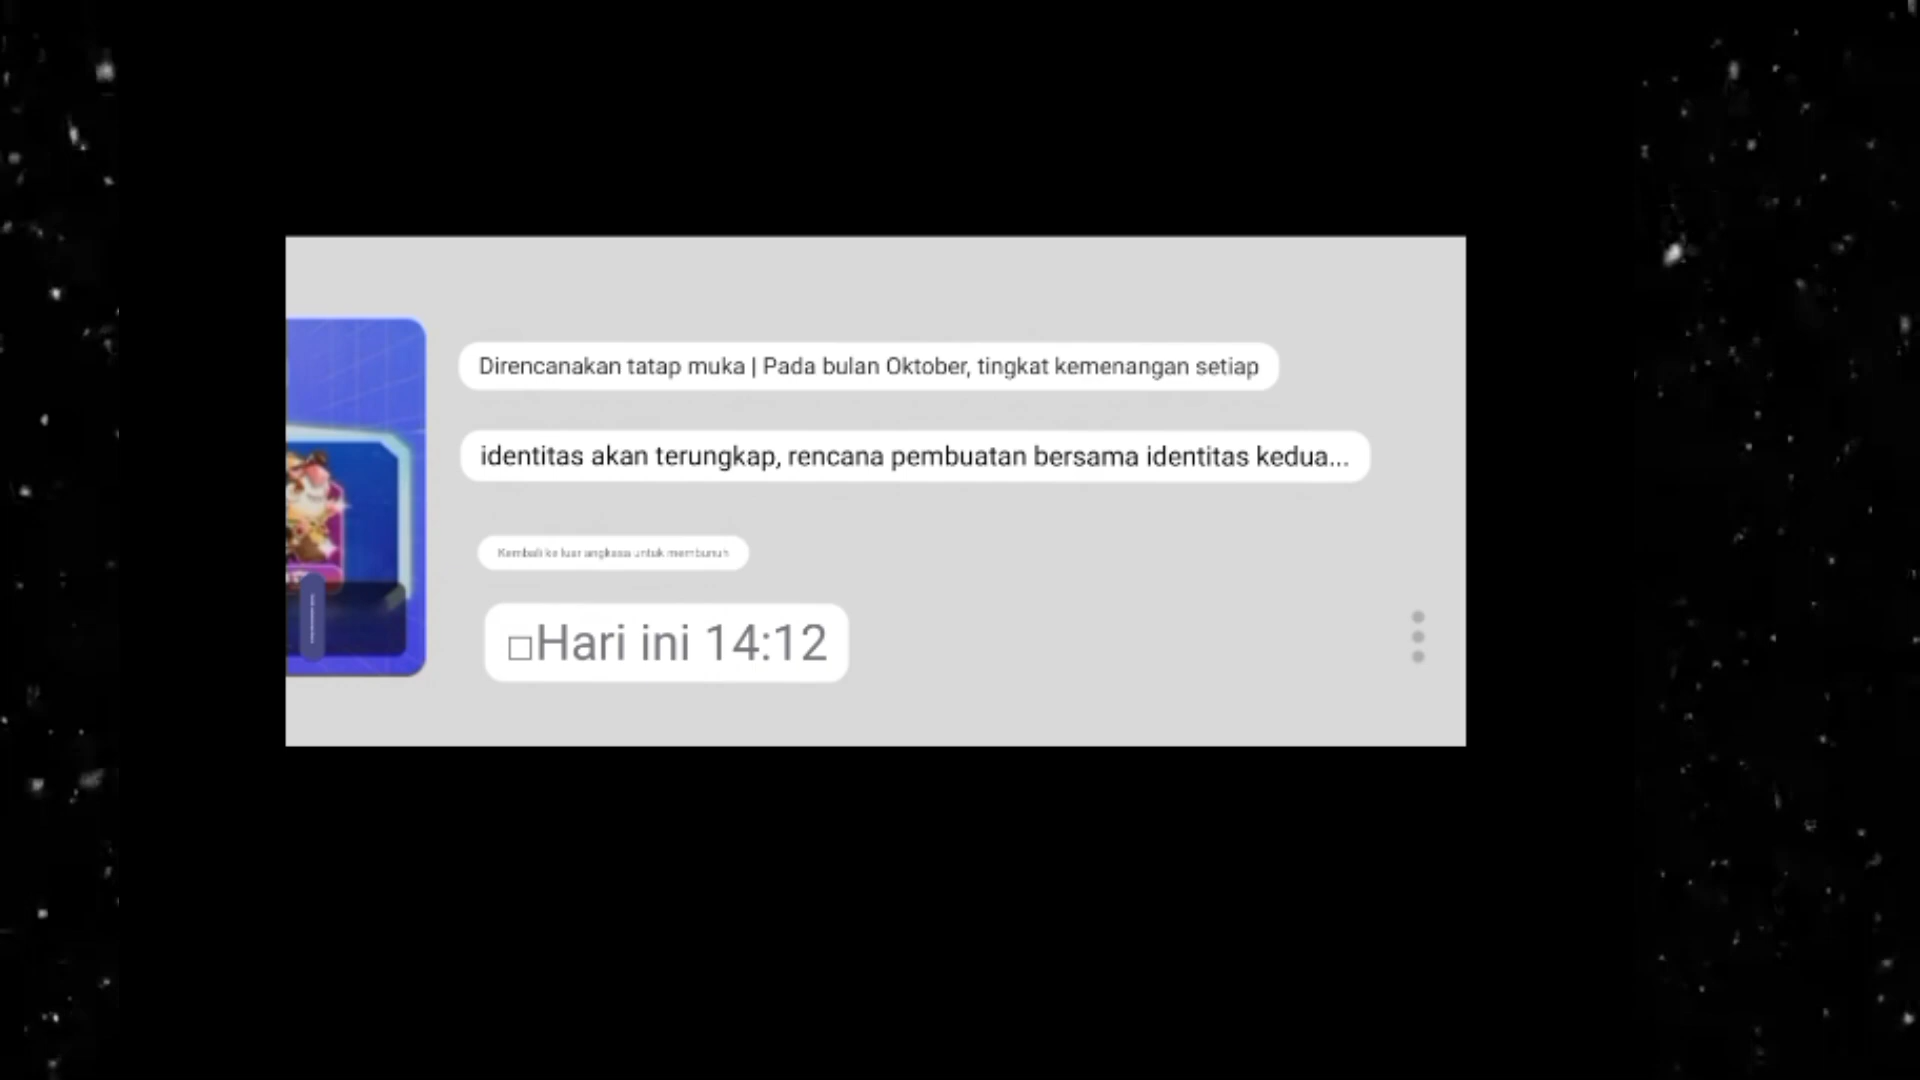 Direncanakan tatap muka | Pada bulan Oktober, tingkat kemenangan setiap
identitas akan terungkap, rencana pembuatan bersama identitas kedua...
Kembali ke luar angkasa untuk membunuh
□Hari ini 14:12